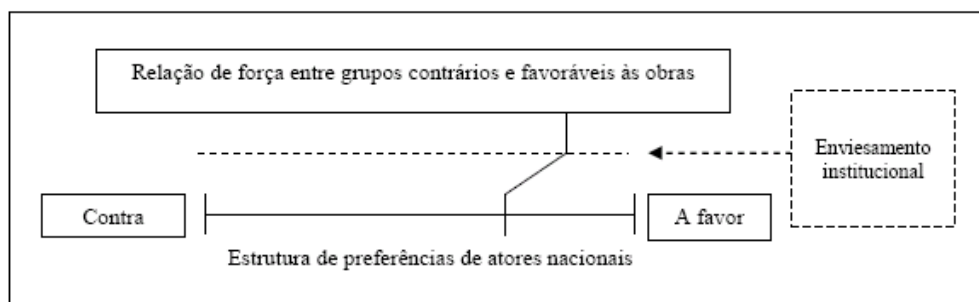 Relação de força entre grupos contrários e favoráveis às obras
Enviesamento
institucional
Contra
A favor
Estrutura de preferências de atores nacionais